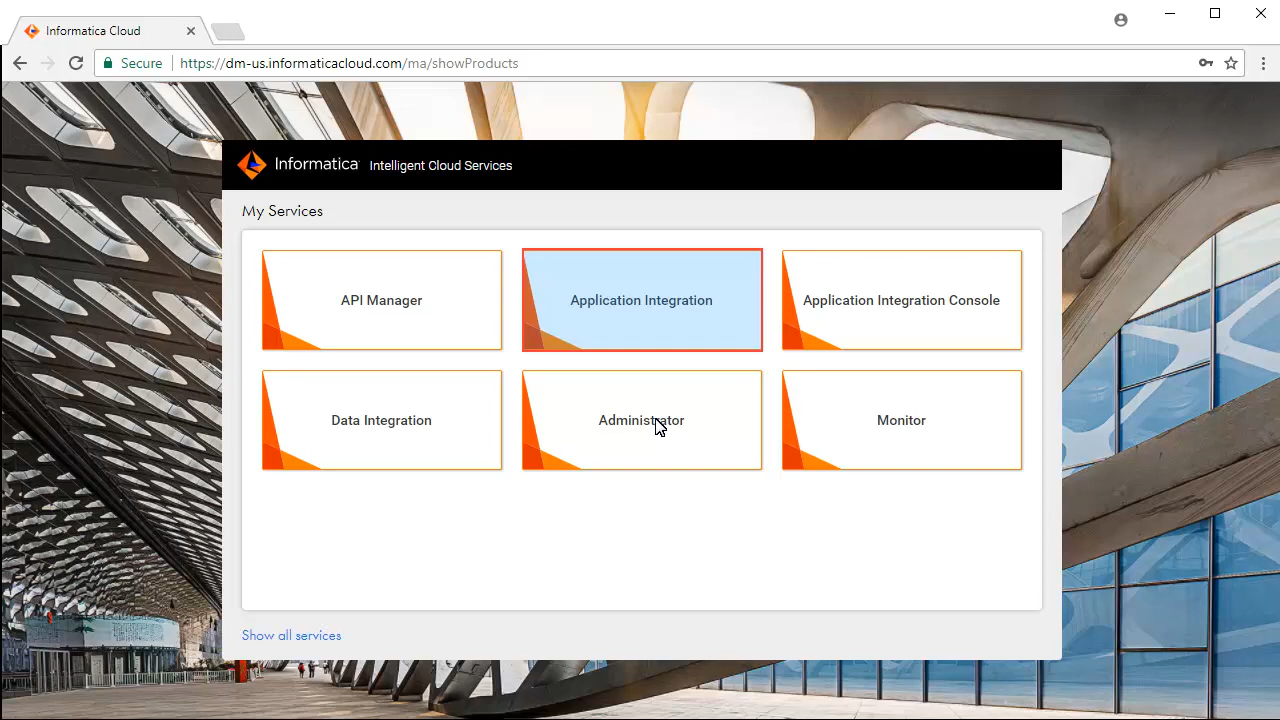 Informatica Cloud
Secure
https://dm-us.informaticacloud.com/ma/showProducts
Informatica Intelligent Cloud Services
My Services
API Manager
Application Integration
Application Integration Console
Data Integration
Administrator
Monitor
Show all services